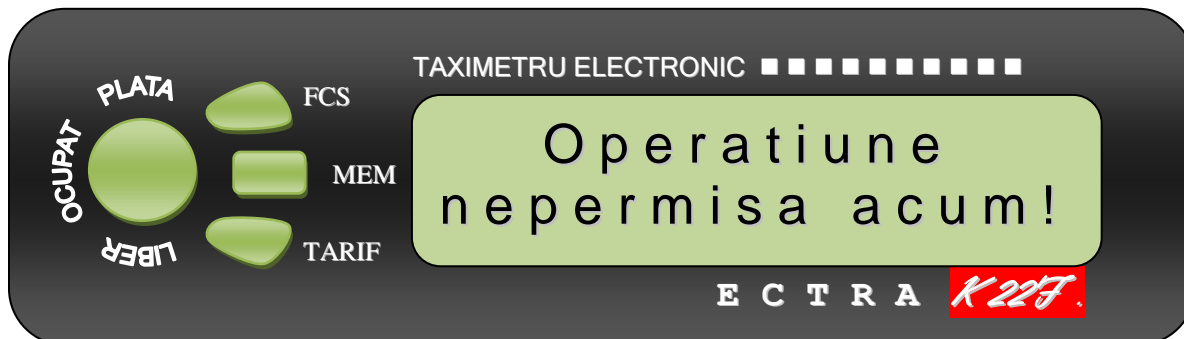 TAXIMETRU ELECTRONIC
PLATA
OCUPAT
LIBER
FCS
MEM
TARIF
Operatiune
nepermisa acum!
ECTRA K22F.